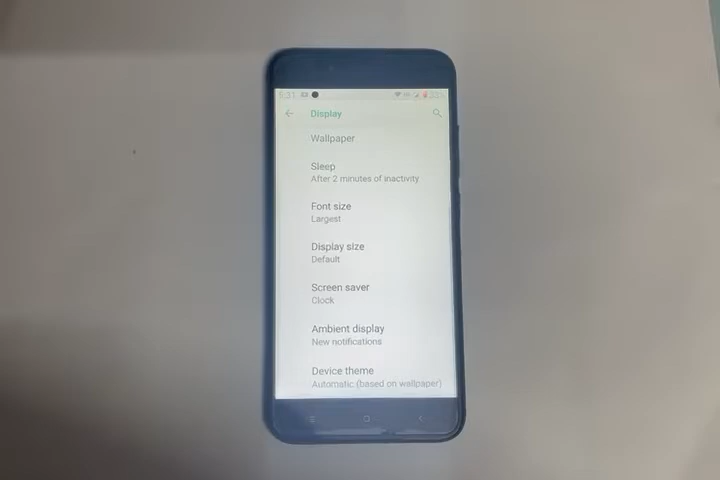 Display
Wallpaper
Sleep
After 2 minutes of inactivity
Font size
Largest
Display size
Default
Screen saver
Clock
Ambient display
New notifications
Device theme
Automatic (based on wallpaper)